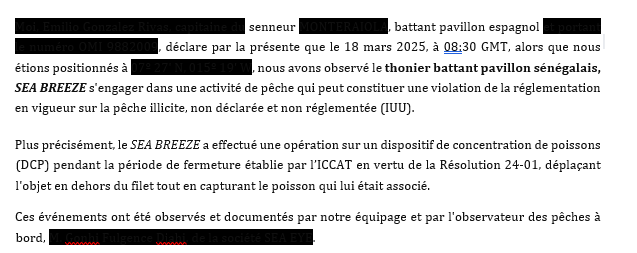 senneur , battant pavillon espagnol
, déclare par la présente que le 18 mars 2025, à 08:30 GMT, alors que nous
étions positionnés à , nous avons observé le thonier battant pavillon sénégalais,
SEA BREEZE s'engager dans une activité de pêche qui peut constituer une violation de la réglementation
en vigueur sur la pêche illicite, non déclarée et non réglementée (IUU).
Plus précisément, le SEA BREEZE a effectué une opération sur un dispositif de concentration de poissons
(DCP) pendant la période de fermeture établie par l'ICCAT en vertu de la Résolution 24-01, déplaçant
l'objet en dehors du filet tout en capturant le poisson qui lui était associé.
Ces événements ont été observés et documentés par notre équipage et par l'observateur des pêches à
bord, .